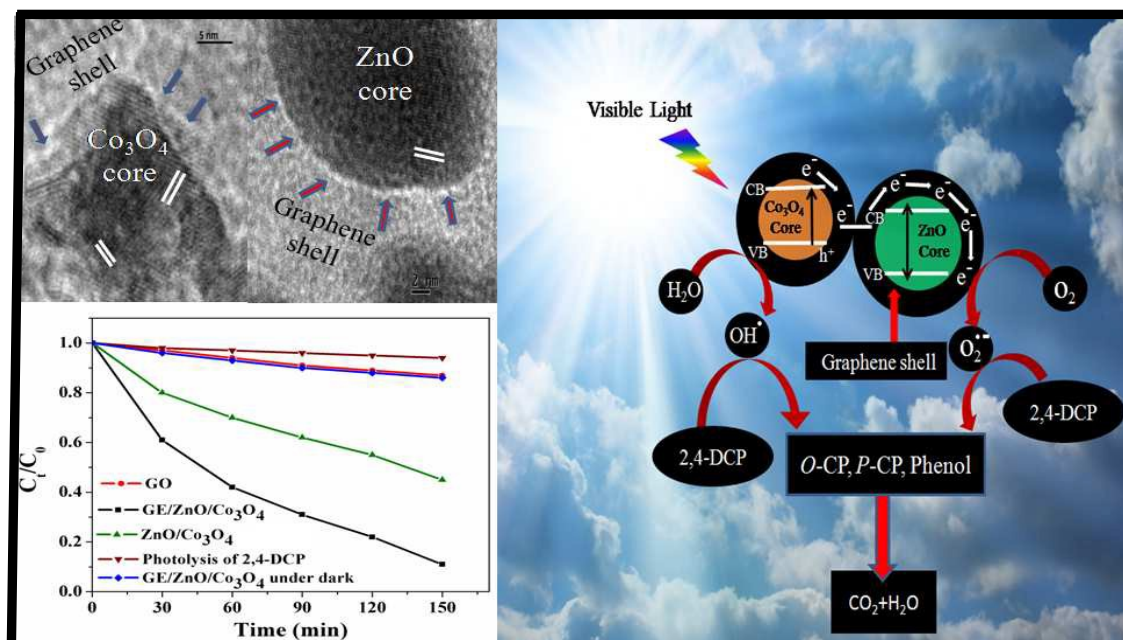 5 nm
Graphene
shell
ZnO
core
Co₃O₄
core
Graphene
shell
2 nm
C_t/C_0
1.0
0.8
0.6
0.4
0.2
0.0
GO
GE/ZnO/Co₃O₄
ZnO/Co₃O₄
Photolysis of 2,4-DCP
GE/ZnO/Co₃O₄ under dark
0 30 60 90 120 150
Time (min)
Visible Light
e⁻
CB
Co₃O₄
Core
VB
h⁺
e⁻
e⁻ e⁻ e⁻
CB
ZnO
Core
e⁻
VB
e⁻
H₂O
O₂
OH•
Graphene shell
O₂•⁻
2,4-DCP
2,4-DCP
O-CP, P-CP, Phenol
CO₂+H₂O